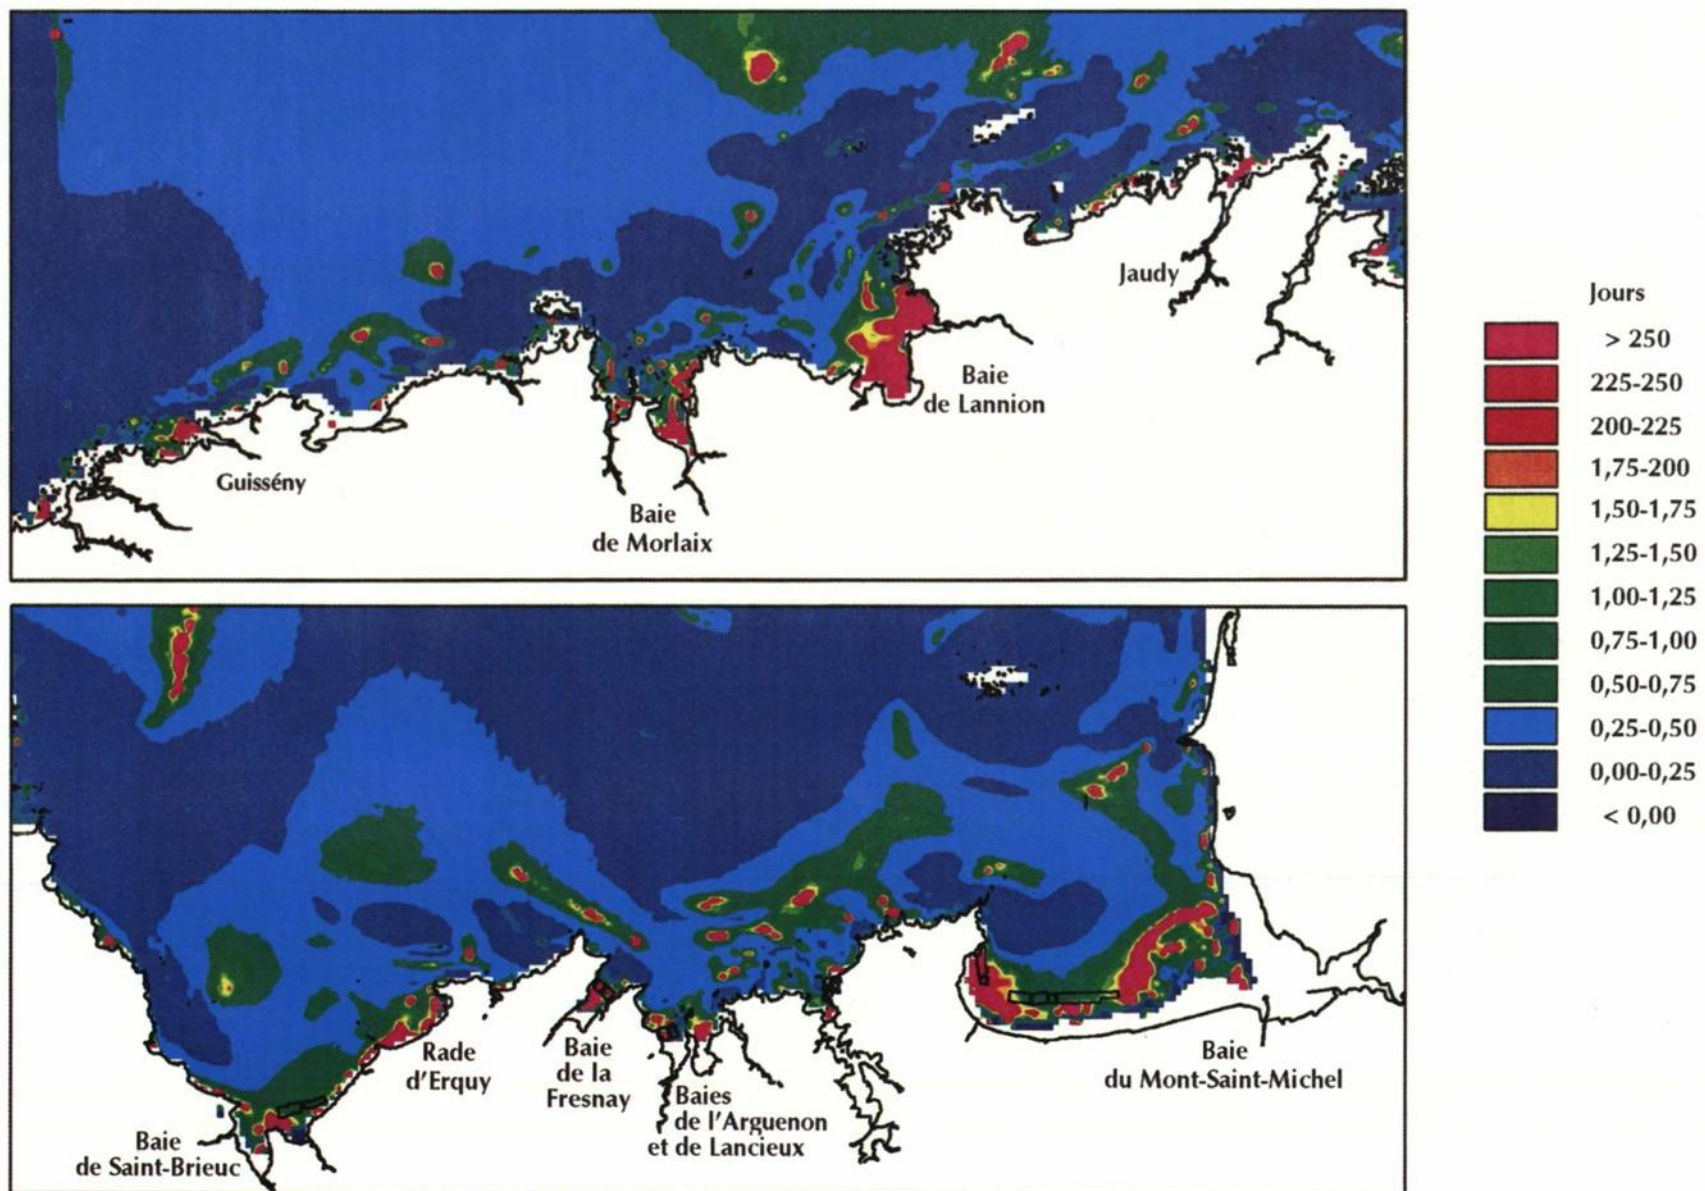 Guissény
Baie
de Morlaix
Baie
de Lannion
Jaudy
Jours
> 250
225-250
200-225
1,75-200
1,50-1,75
1,25-1,50
1,00-1,25
0,75-1,00
0,50-0,75
0,25-0,50
0,00-0,25
< 0,00
Baie
de Saint-Brieuc
Rade
d'Erquy
Baie
de la
Fresnay
Baies
de l'Arguenon
et de Lancieux
Baie
du Mont-Saint-Michel